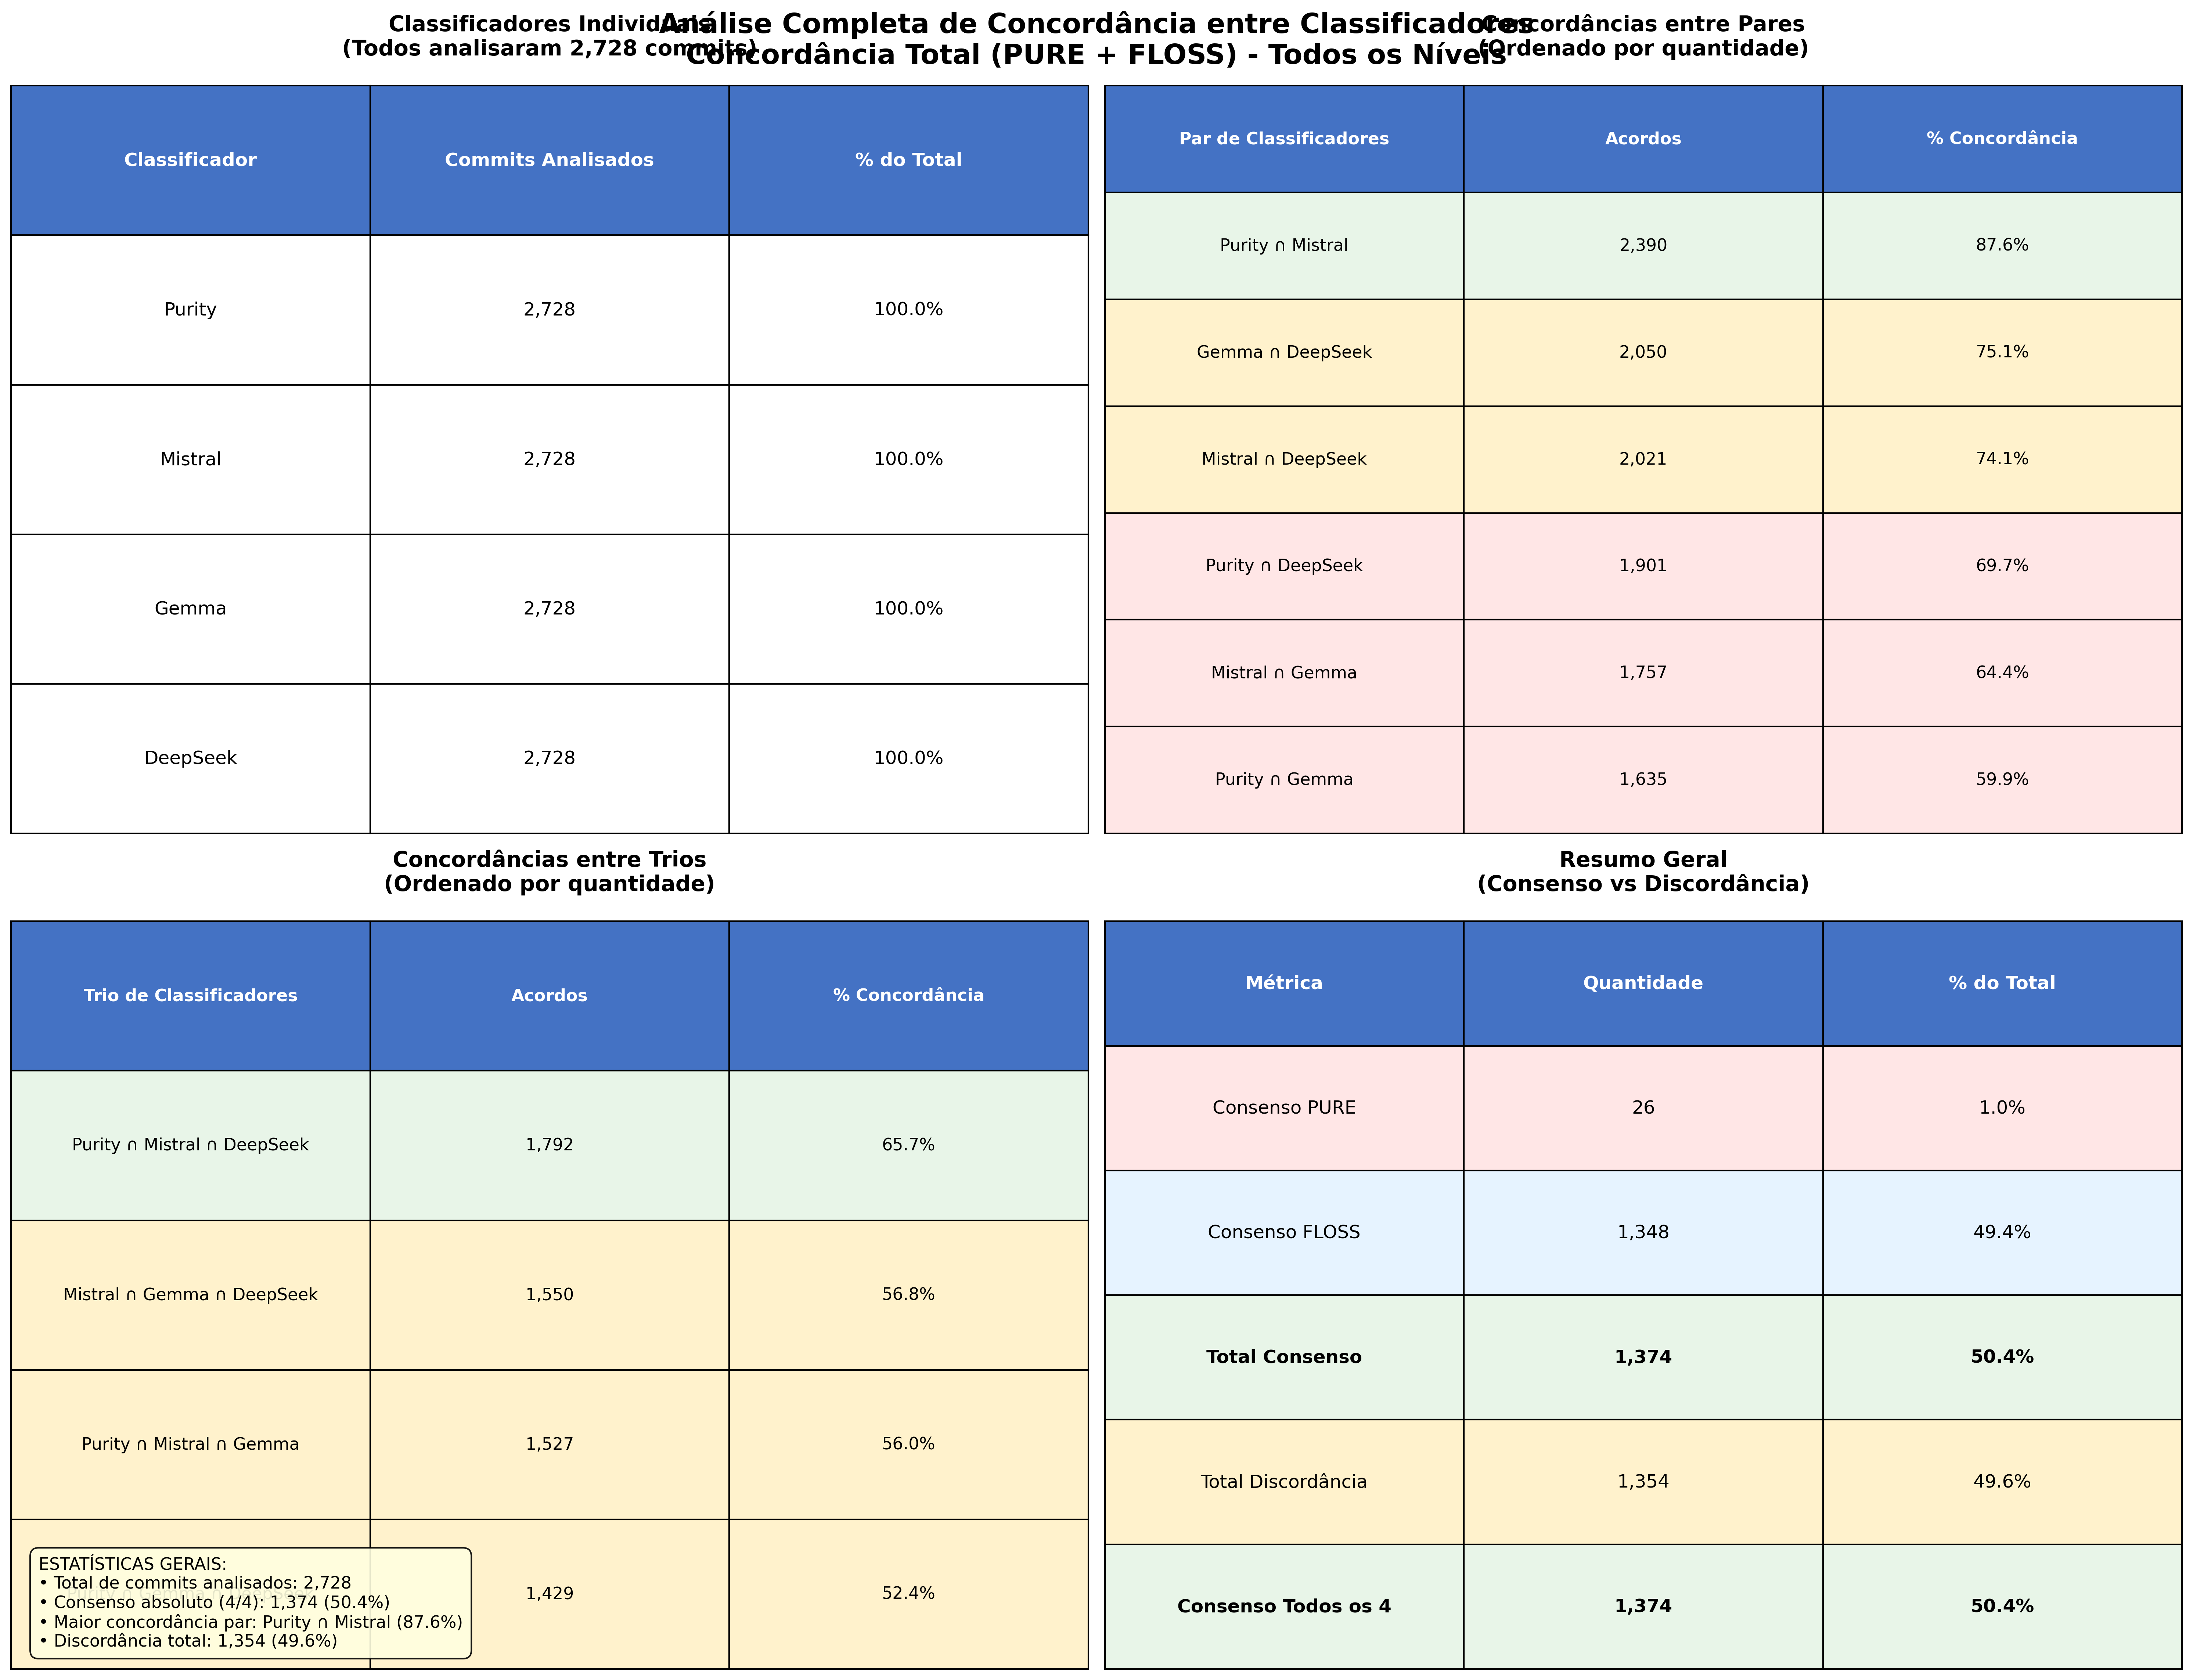 Análise Completa de Concordância entre Classificadores
Concordância Total (PURE + FLOSS) - Todos os Níveis
Classificadores Individuais
(Todos analisaram 2,728 commits)
Classificador Commits Analisados % do Total
Purity 2,728 100.0%
Mistral 2,728 100.0%
Gemma 2,728 100.0%
DeepSeek 2,728 100.0%
Concordâncias entre Pares
(Ordenado por quantidade)
Par de Classificadores Acordos % Concordância
Purity ∩ Mistral 2,390 87.6%
Gemma ∩ DeepSeek 2,050 75.1%
Mistral ∩ DeepSeek 2,021 74.1%
Purity ∩ DeepSeek 1,901 69.7%
Mistral ∩ Gemma 1,757 64.4%
Purity ∩ Gemma 1,635 59.9%
Concordâncias entre Trios
(Ordenado por quantidade)
Trio de Classificadores Acordos % Concordância
Purity ∩ Mistral ∩ DeepSeek 1,792 65.7%
Mistral ∩ Gemma ∩ DeepSeek 1,550 56.8%
Purity ∩ Mistral ∩ Gemma 1,527 56.0%
1,429 52.4%
ESTATÍSTICAS GERAIS:
• Total de commits analisados: 2,728
• Consenso absoluto (4/4): 1,374 (50.4%)
• Maior concordância par: Purity ∩ Mistral (87.6%)
• Discordância total: 1,354 (49.6%)
Resumo Geral
(Consenso vs Discordância)
Métrica Quantidade % do Total
Consenso PURE 26 1.0%
Consenso FLOSS 1,348 49.4%
Total Consenso 1,374 50.4%
Total Discordância 1,354 49.6%
Consenso Todos os 4 1,374 50.4%